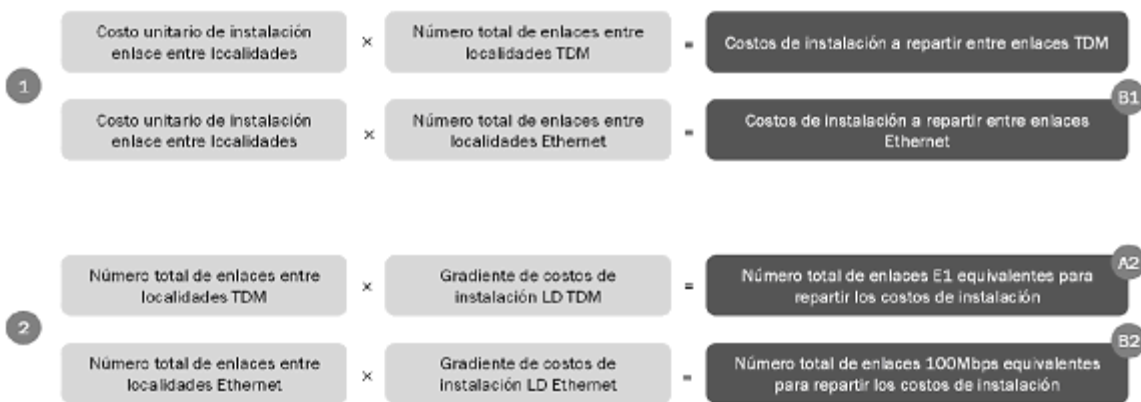 Costo unitario de instalación
enlace entre localidades
×
Número total de enlaces entre
localidades TDM
=
Costos de instalación a repartir entre enlaces TDM
1
B1
Costo unitario de instalación
enlace entre localidades
×
Número total de enlaces entre
localidades Ethernet
=
Costos de instalación a repartir entre enlaces
Ethernet
A2
Número total de enlaces entre
localidades TDM
×
Gradiente de costos de
instalación LD TDM
=
Número total de enlaces E1 equivalentes para
repartir los costos de instalación
2
B2
Número total de enlaces entre
localidades Ethernet
×
Gradiente de costos de
instalación LD Ethernet
=
Número total de enlaces 100Mbps equivalentes
para repartir los costos de instalación